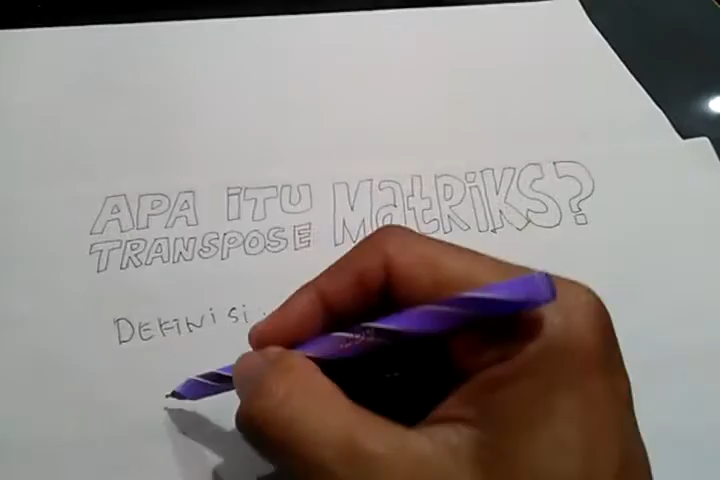 APA iTU MatRiKS?
TRANSPOSE
DEFINiSi :